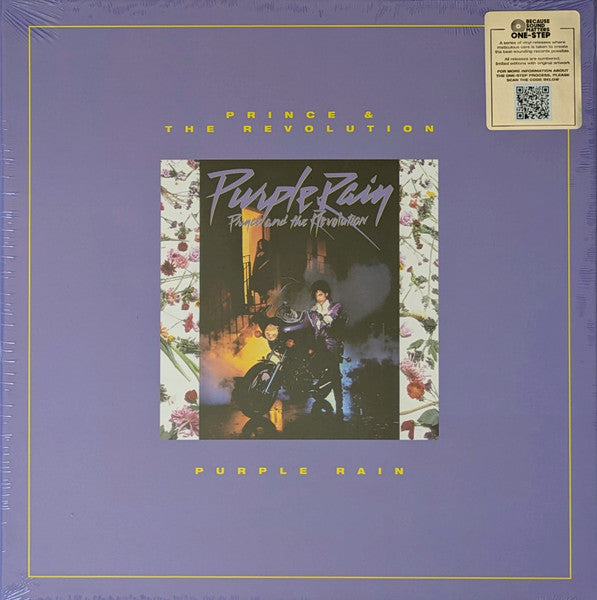 BECAUSE
SOUND
MATTERS
ONE-STEP
A series of vinyl releases where
meticulous care is taken to create
the best-sounding records possible.
All releases are numbered,
limited editions with original artwork
FOR MORE INFORMATION ABOUT
THE ONE-STEP PROCESS, PLEASE
SCAN THE CODE BELOW
PRINCE &
THE REVOLUTION
Purple Rain
Prince and the Revolution
PURPLE RAIN